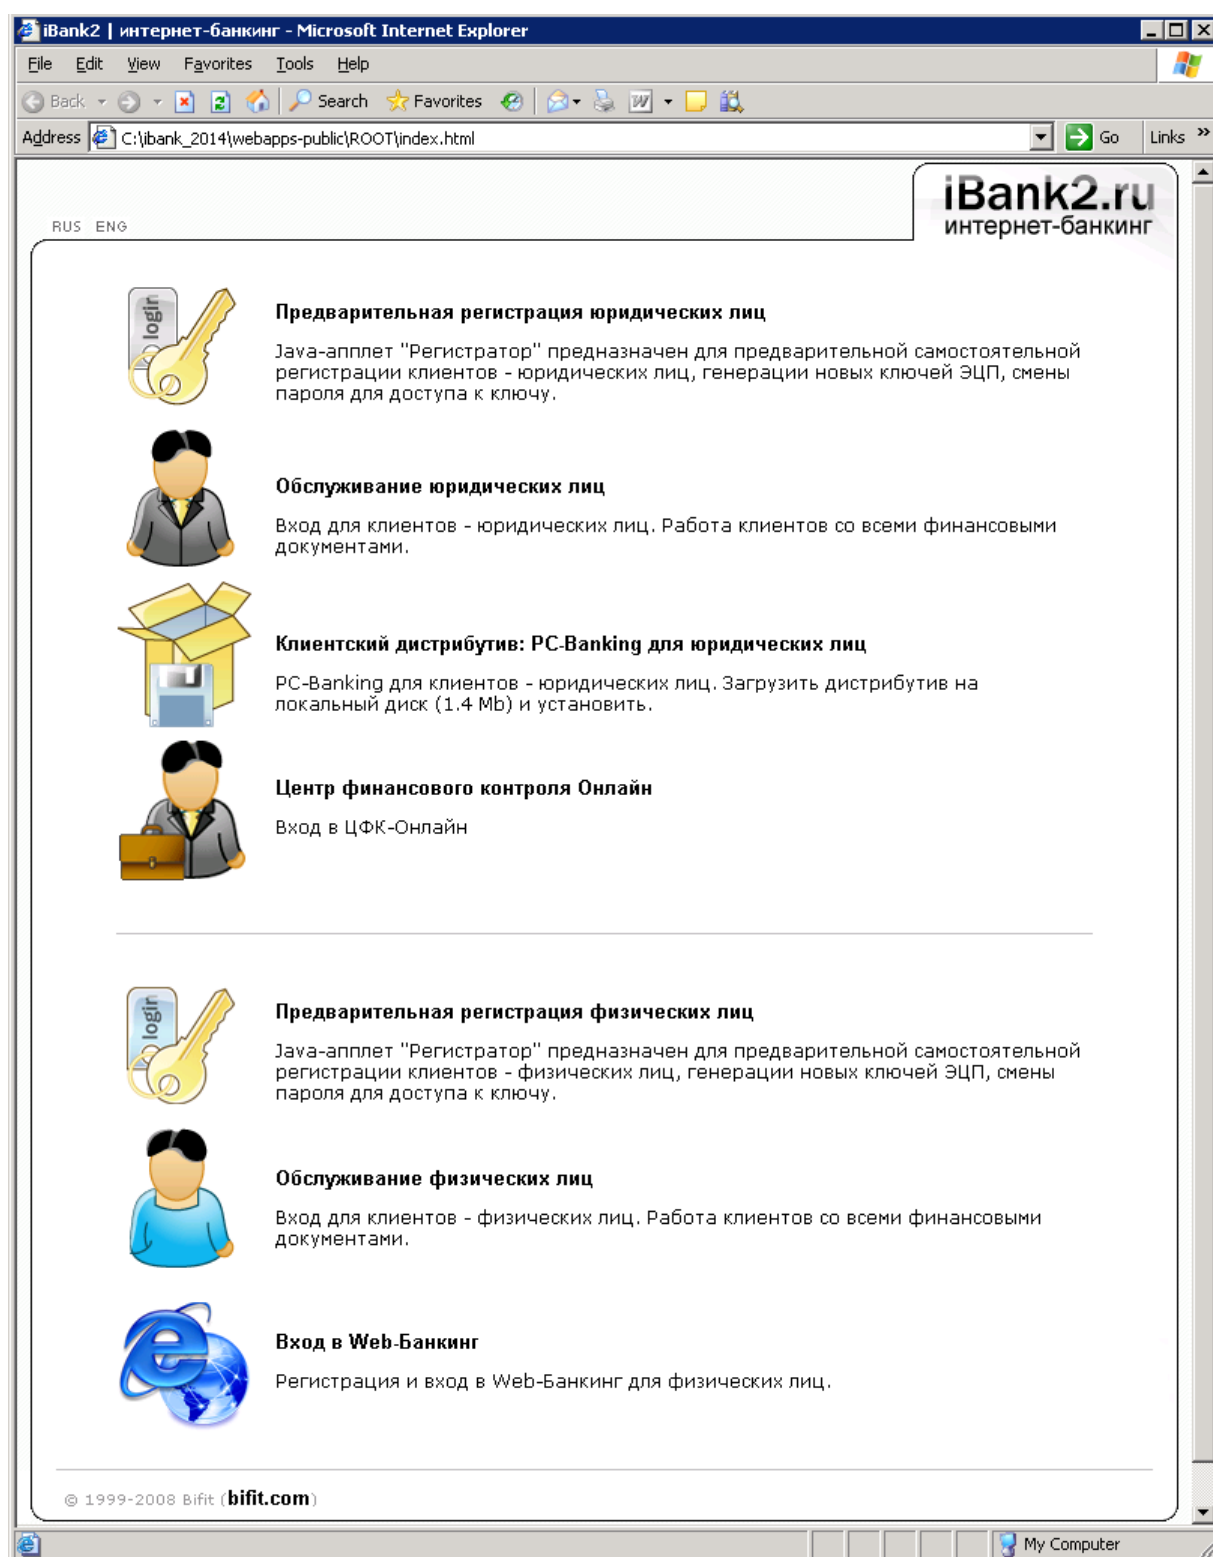 iBank2 | интернет-банкинг - Microsoft Internet Explorer
File Edit View Favorites Tools Help
Back Search Favorites
Address C:\ibank_2014\webapps-public\ROOT\index.html Go Links »
iBank2.ru
интернет-банкинг
RUS ENG
login
Предварительная регистрация юридических лиц
Java-апплет "Регистратор" предназначен для предварительной самостоятельной
регистрации клиентов - юридических лиц, генерации новых ключей ЭЦП, смены
пароля для доступа к ключу.
Обслуживание юридических лиц
Вход для клиентов - юридических лиц. Работа клиентов со всеми финансовыми
документами.
Клиентский дистрибутив: PC-Banking для юридических лиц
PC-Banking для клиентов - юридических лиц. Загрузить дистрибутив на
локальный диск (1.4 Mb) и установить.
Центр финансового контроля Онлайн
Вход в ЦФК-Онлайн
login
Предварительная регистрация физических лиц
Java-апплет "Регистратор" предназначен для предварительной самостоятельной
регистрации клиентов - физических лиц, генерации новых ключей ЭЦП, смены
пароля для доступа к ключу.
Обслуживание физических лиц
Вход для клиентов - физических лиц. Работа клиентов со всеми финансовыми
документами.
Вход в Web-Банкинг
Регистрация и вход в Web-Банкинг для физических лиц.
© 1999-2008 Bifit (bifit.com)
My Computer